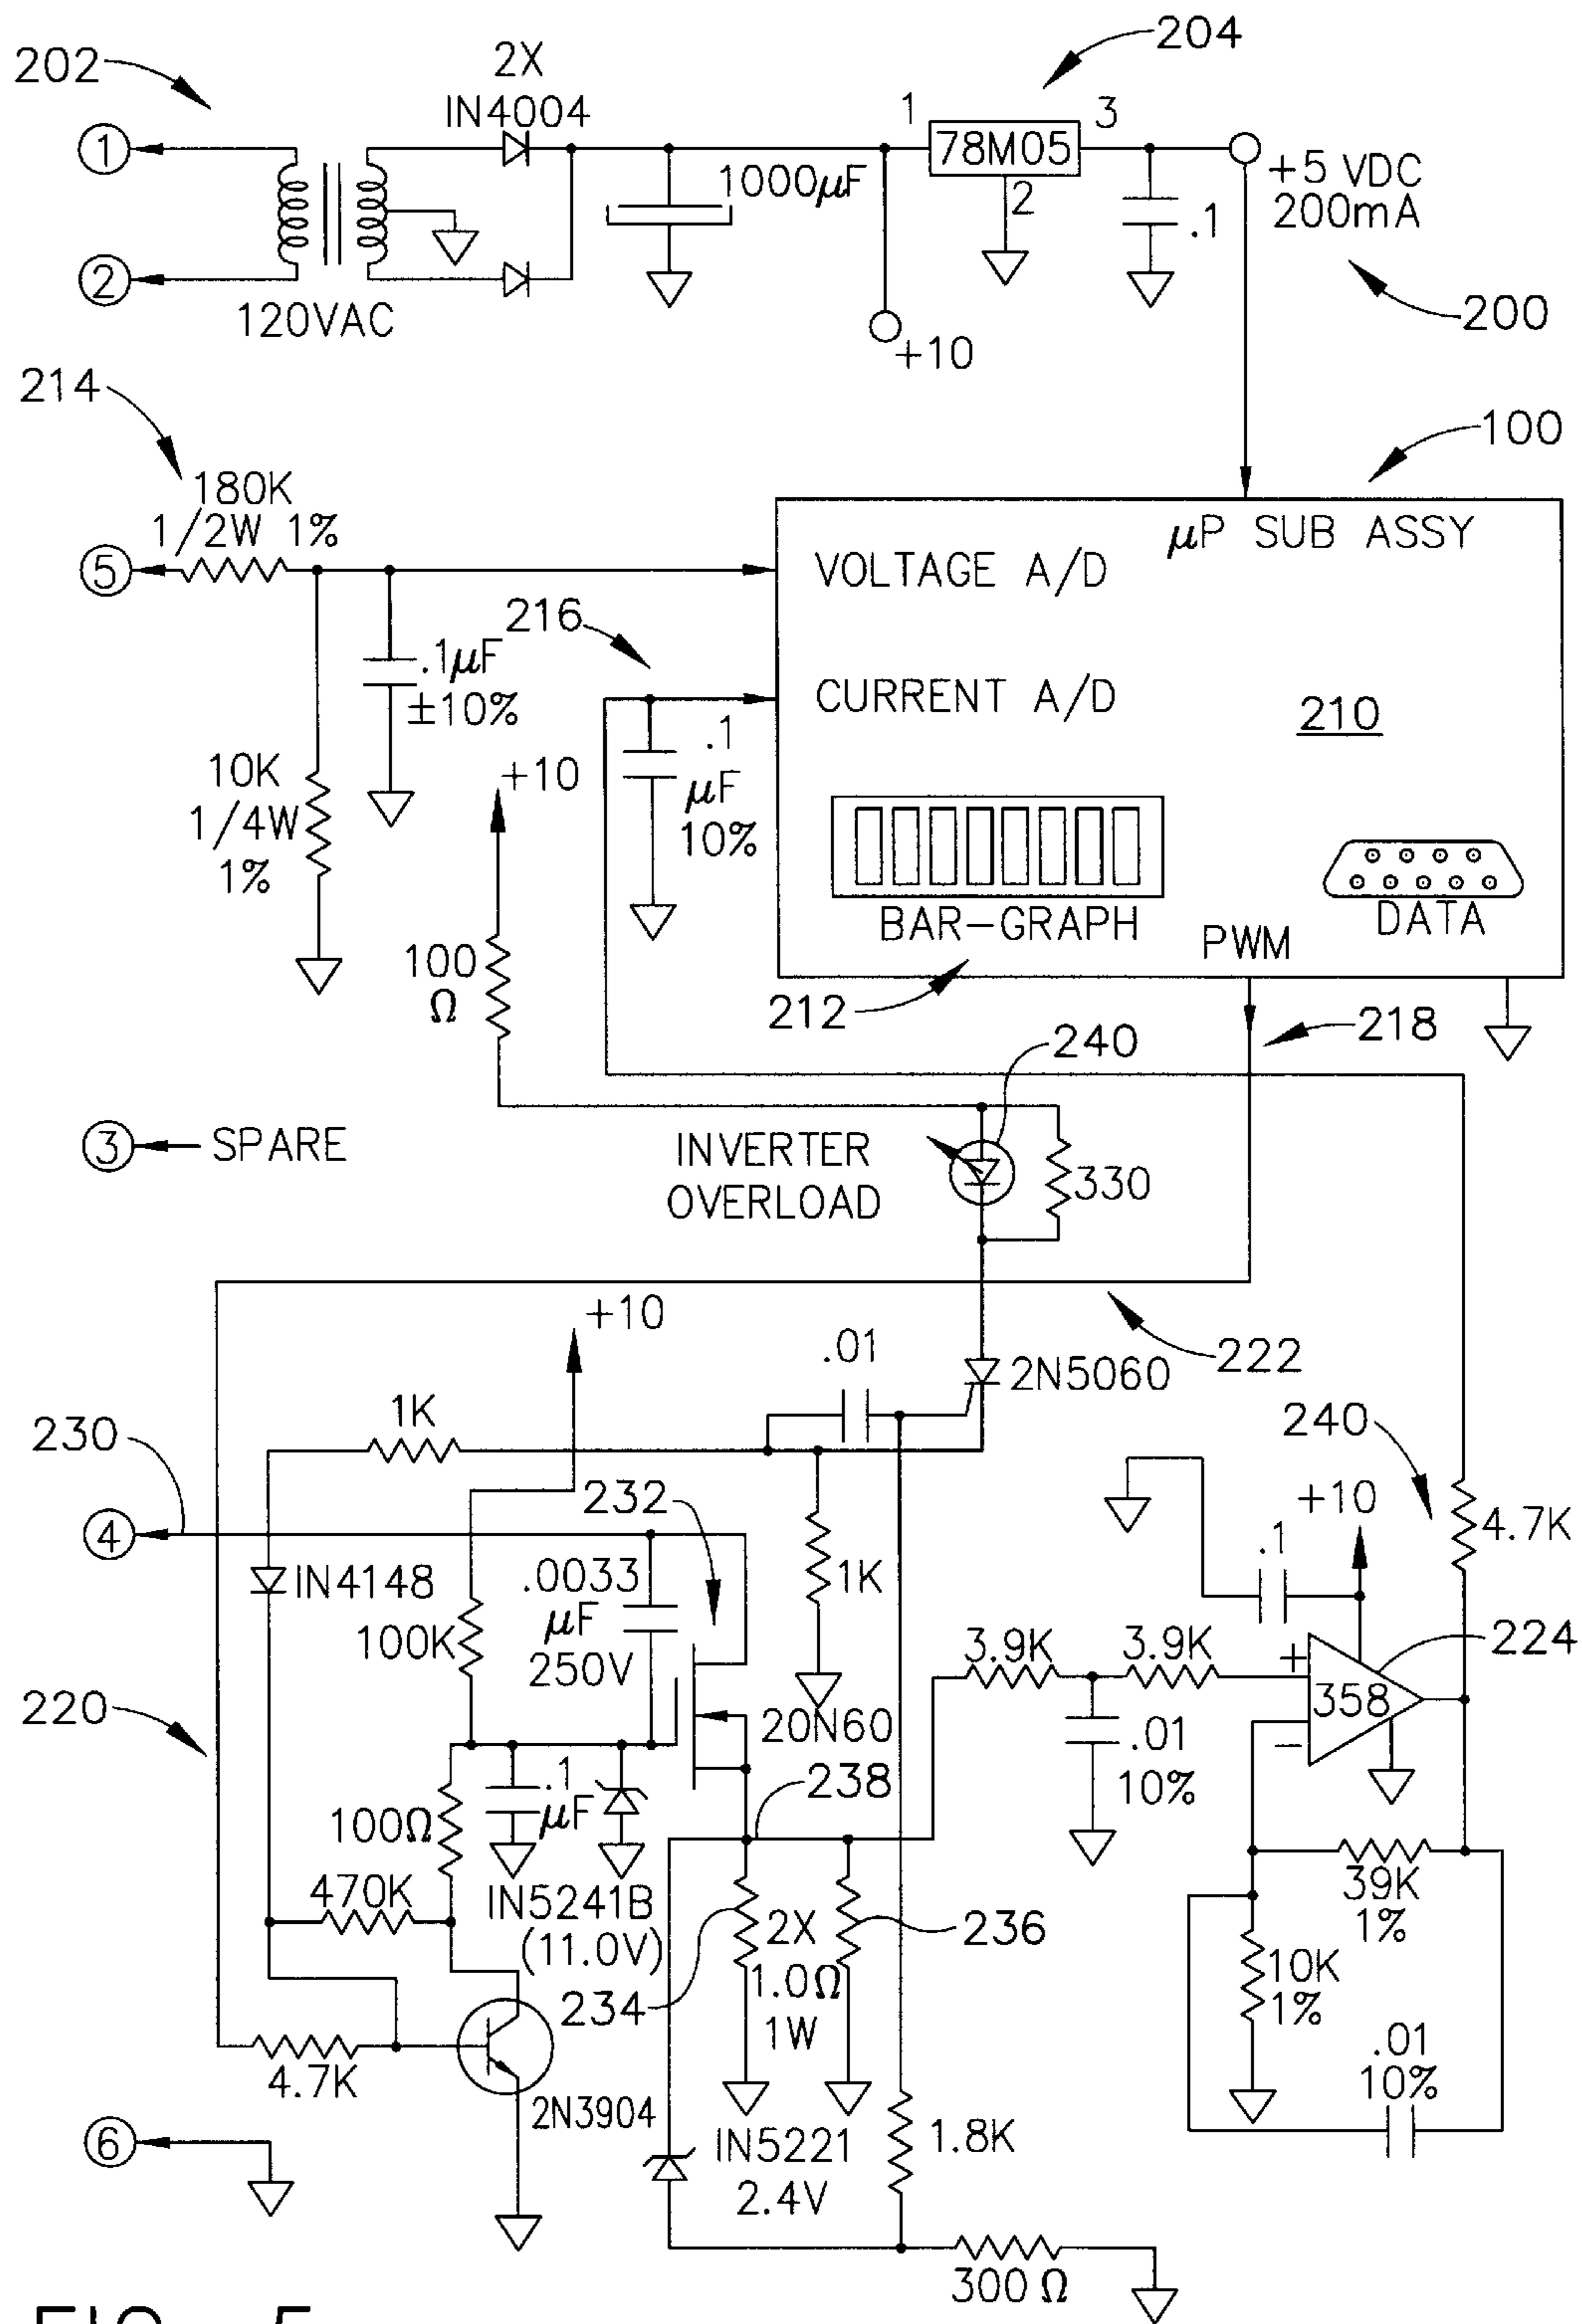 202
2X
IN4004
204
1
78M05
3
1
1000μF
2
.1
+5 VDC
200mA
2
120VAC
+10
200
214
180K
1/2W 1%
5
100
μP SUB ASSY
VOLTAGE A/D
216
.1μF
±10%
CURRENT A/D
210
10K
1/4W
1%
+10
.1
μF
10%
BAR-GRAPH
DATA
100
Ω
PWM
212
218
240
3
SPARE
INVERTER
OVERLOAD
330
+10
222
.01
2N5060
1K
230
240
232
+10
4
.1
4.7K
IN4148
.0033
μF
250V
1K
100K
3.9K
3.9K
+
224
358
220
20N60
−
.01
10%
238
.1
μF
100Ω
470K
IN5241B
(11.0V)
39K
1%
2X
1.0Ω
1W
236
234
10K
1%
4.7K
.01
10%
2N3904
6
IN5221
2.4V
1.8K
300 Ω